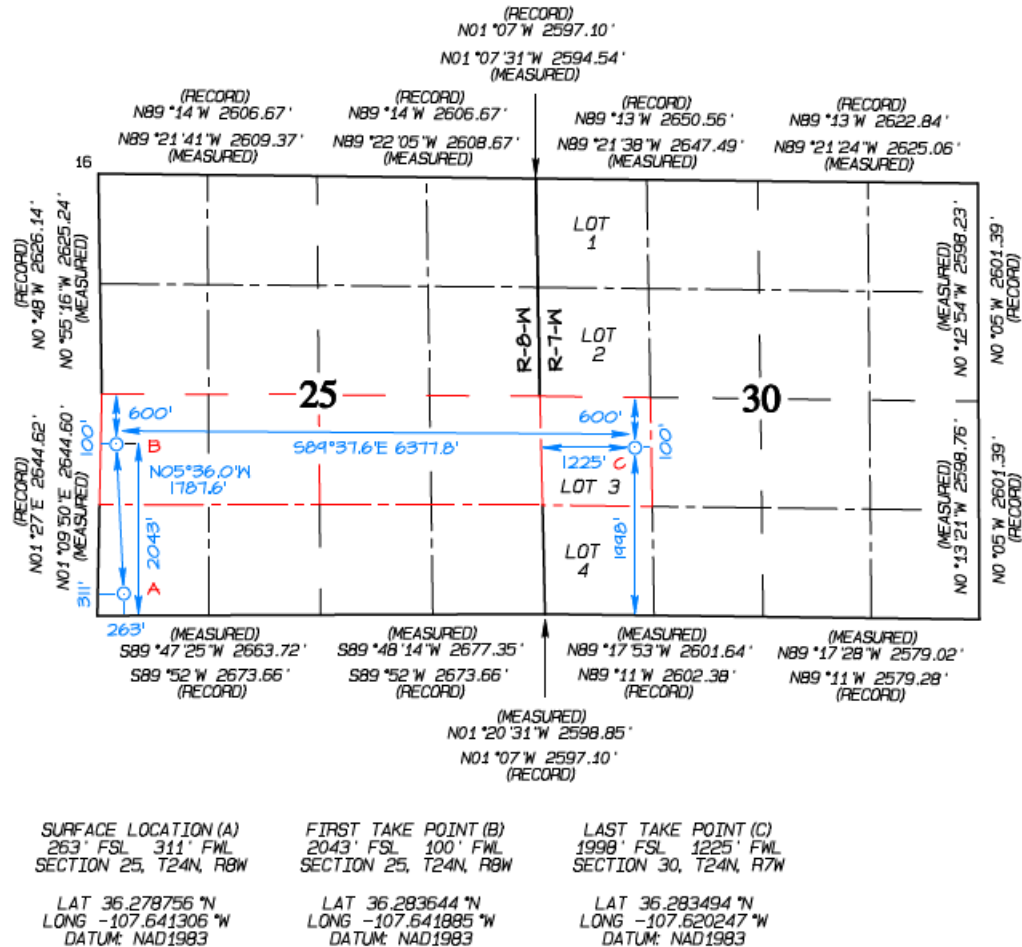 (RECORD)
N01°07'W 2597.10'
N01°07'31"W 2594.54'
(MEASURED)
(RECORD)
N89°14'W 2606.67'
N89°21'41"W 2609.37'
(MEASURED)
(RECORD)
N89°14'W 2606.67'
N89°22'05"W 2608.67'
(MEASURED)
(RECORD)
N89°13'W 2650.56'
N89°21'38"W 2647.49'
(MEASURED)
(RECORD)
N89°13'W 2622.84'
N89°21'24"W 2625.06'
(MEASURED)
16
(RECORD)
N0°48'W 2626.14'
N0°55'16"W 2625.24'
(MEASURED)
LOT
1
LOT
2
R-8-W
R-7-W
N0°12'54"W 2598.23'
(MEASURED)
N0°05'W 2601.39'
(RECORD)
25
30
600'
600'
100'
B
S89°37.6'E 6377.8'
100'
1225'
C
N05°36.0'W
1787.6'
LOT 3
2043'
1998'
LOT
4
A
311'
263'
(RECORD)
N01°27'E 2644.62'
N01°09'50"E 2644.60'
(MEASURED)
N0°13'21"W 2598.76'
(MEASURED)
N0°05'W 2601.39'
(RECORD)
(MEASURED)
S89°47'25"W 2663.72'
S89°52'W 2673.66'
(RECORD)
(MEASURED)
S89°48'14"W 2677.35'
S89°52'W 2673.66'
(RECORD)
(MEASURED)
N89°17'53"W 2601.64'
N89°11'W 2602.38'
(RECORD)
(MEASURED)
N89°17'28"W 2579.02'
N89°11'W 2579.28'
(RECORD)
(MEASURED)
N01°20'31"W 2598.85'
N01°07'W 2597.10'
(RECORD)
SURFACE LOCATION (A)
263' FSL 311' FWL
SECTION 25, T24N, R8W
LAT 36.278756 °N
LONG -107.641306 °W
DATUM: NAD1983
FIRST TAKE POINT (B)
2043' FSL 100' FWL
SECTION 25, T24N, R8W
LAT 36.283644 °N
LONG -107.641885 °W
DATUM: NAD1983
LAST TAKE POINT (C)
1998' FSL 1225' FWL
SECTION 30, T24N, R7W
LAT 36.283494 °N
LONG -107.620247 °W
DATUM: NAD1983